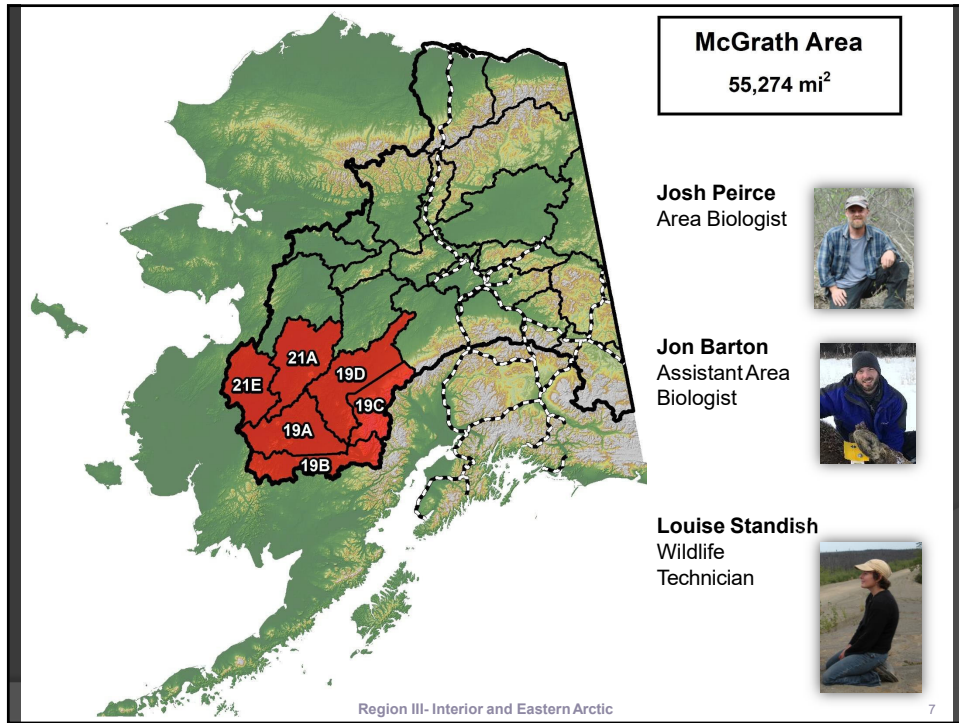 McGrath Area
55,274 mi²
Josh Peirce
Area Biologist
Jon Barton
Assistant Area
Biologist
Louise Standish
Wildlife
Technician
21E
21A
19D
19C
19A
19B
Region III- Interior and Eastern Arctic
7